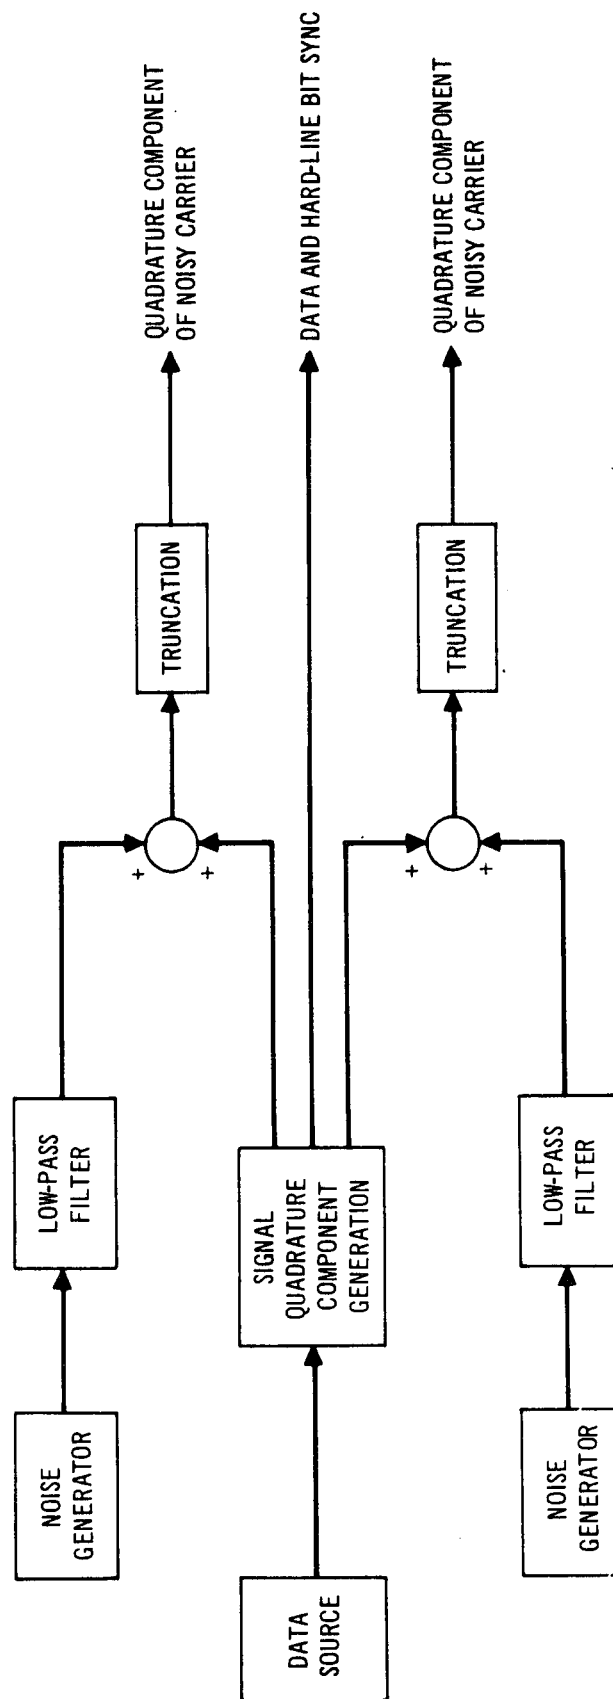 NOISE
GENERATOR
LOW-PASS
FILTER
+
+
TRUNCATION
QUADRATURE COMPONENT
OF NOISY CARRIER
DATA
SOURCE
SIGNAL
QUADRATURE
COMPONENT
GENERATION
DATA AND HARD-LINE BIT SYNC
NOISE
GENERATOR
LOW-PASS
FILTER
+
+
TRUNCATION
QUADRATURE COMPONENT
OF NOISY CARRIER